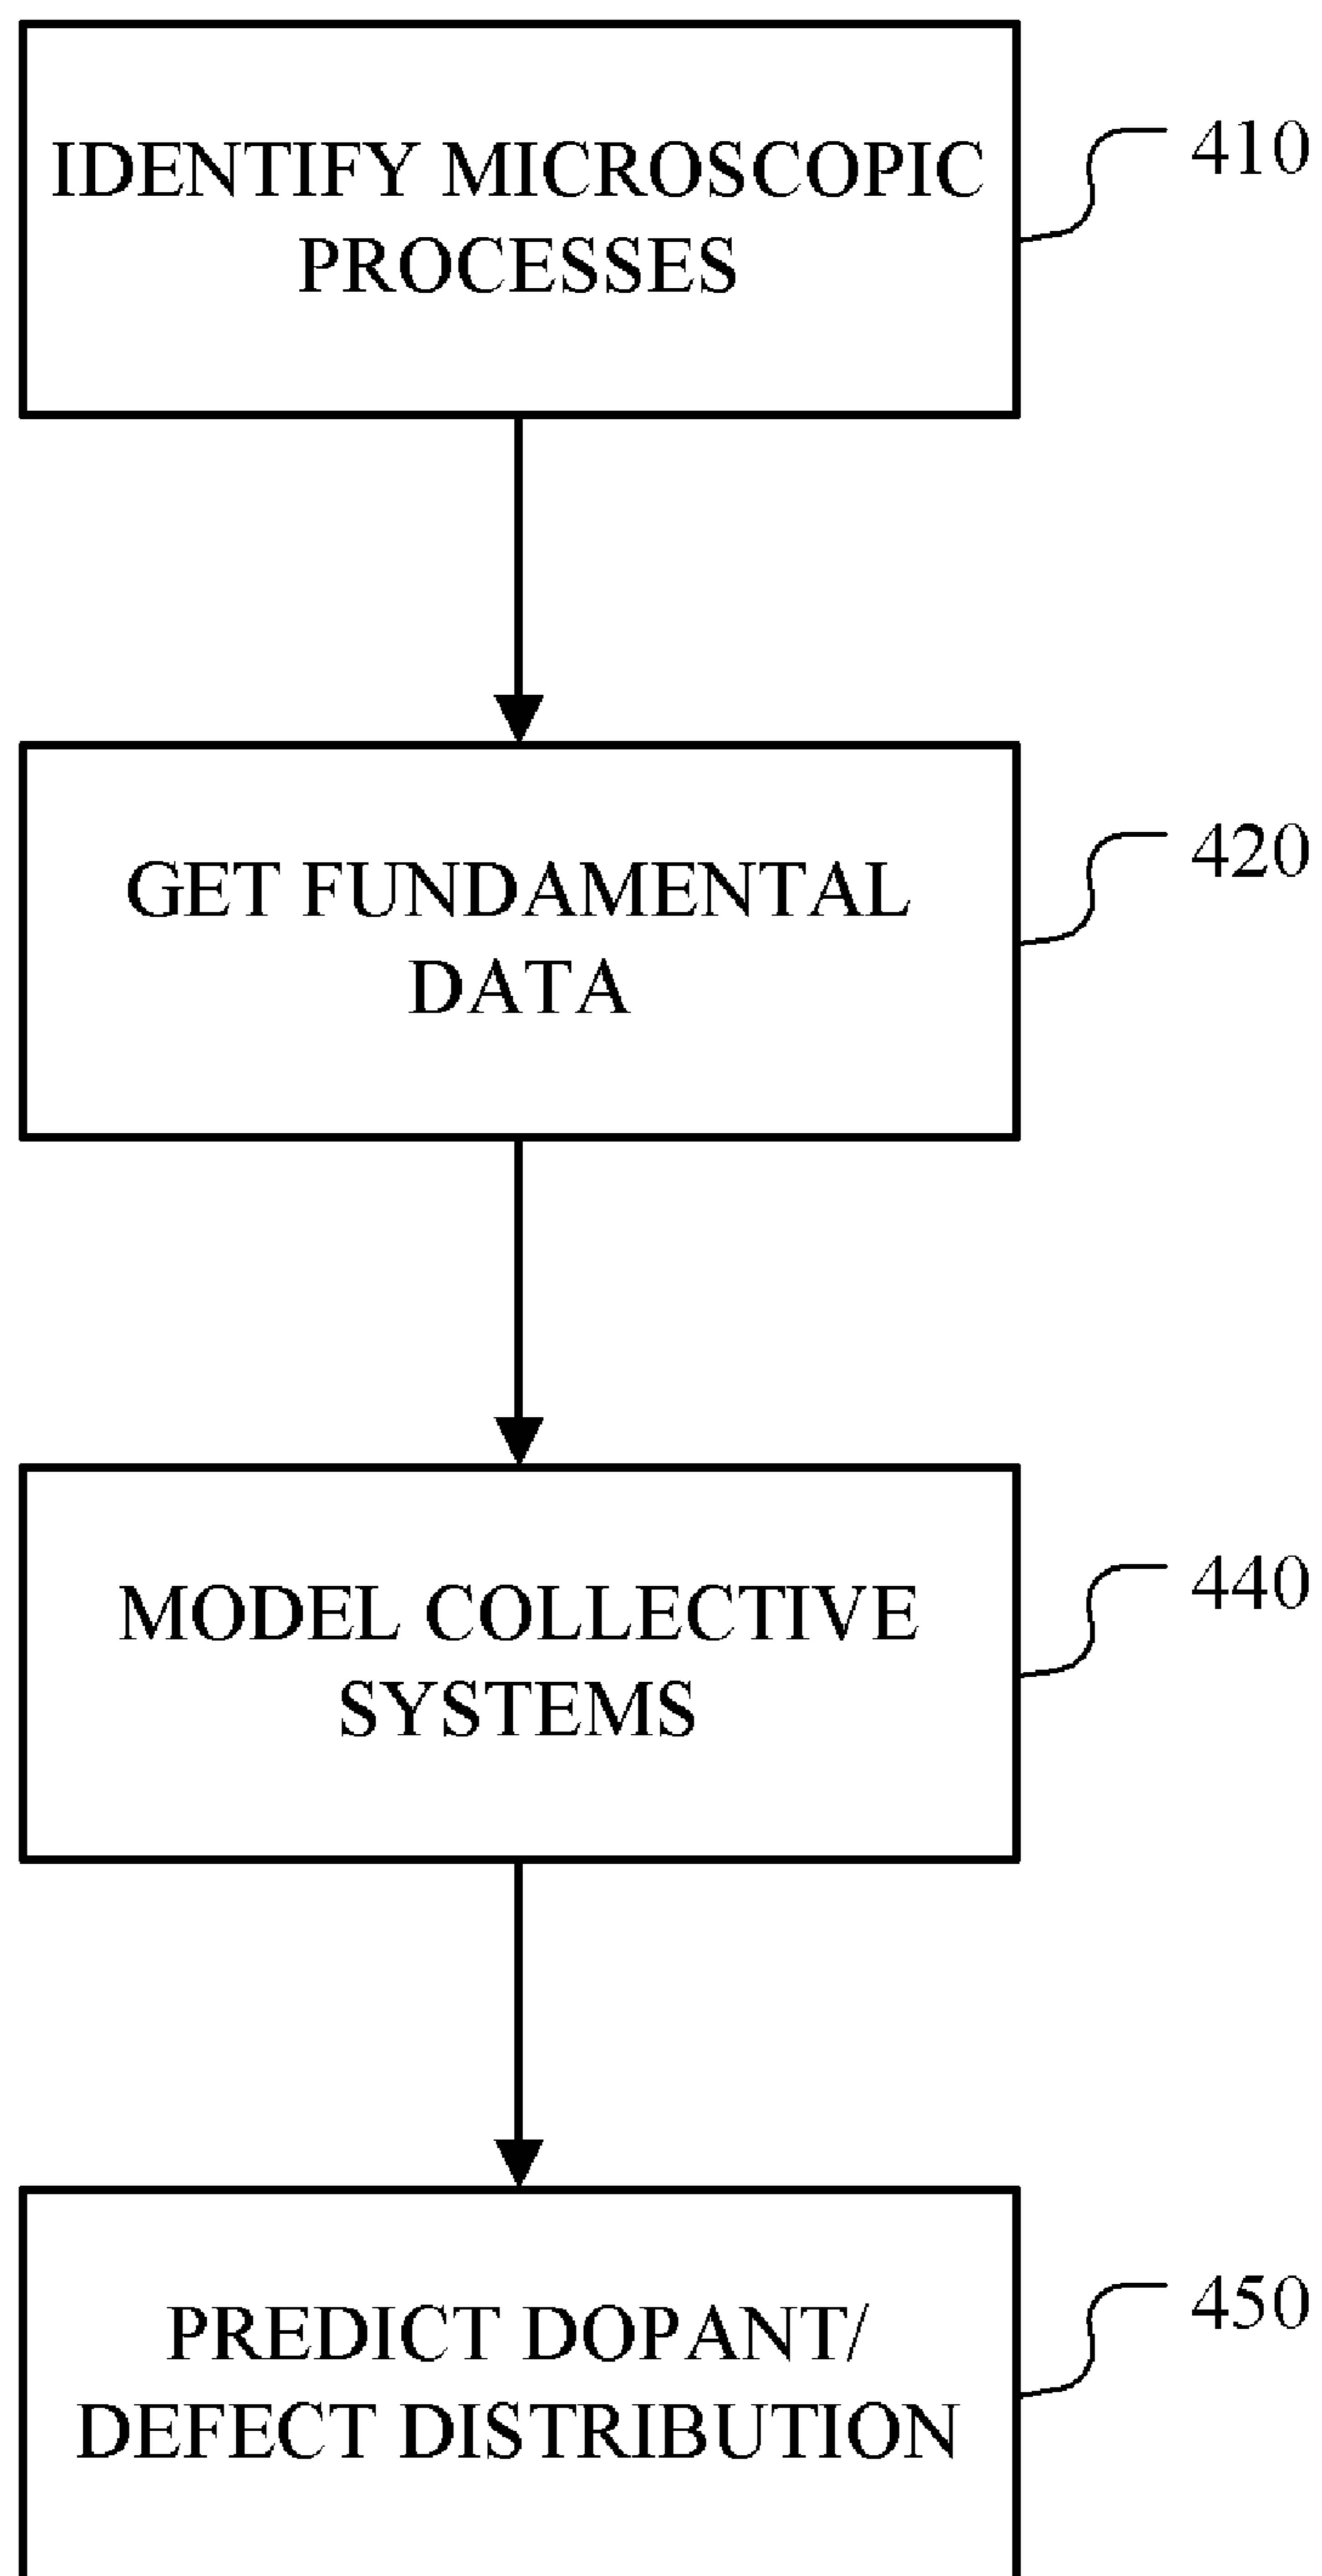 IDENTIFY MICROSCOPIC
PROCESSES
410
GET FUNDAMENTAL
DATA
420
MODEL COLLECTIVE
SYSTEMS
440
PREDICT DOPANT/
DEFECT DISTRIBUTION
450